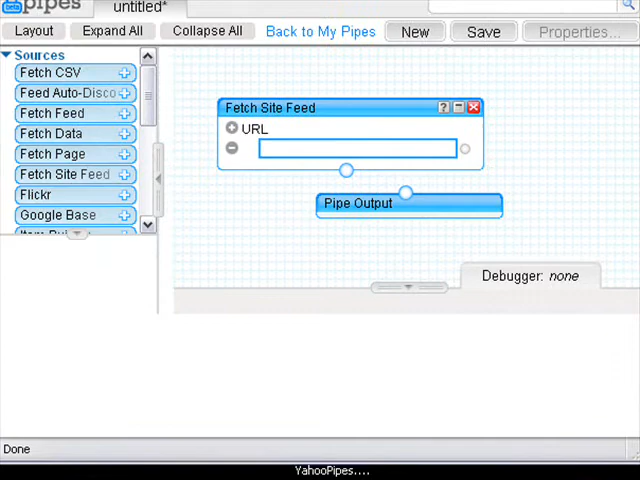 pipes
beta
untitled*
Layout
Expand All
Collapse All
Back to My Pipes
New
Save
Properties...
Sources
Fetch CSV
Feed Auto-Disco
Fetch Feed
Fetch Data
Fetch Page
Fetch Site Feed
Flickr
Google Base
Fetch Site Feed
?
URL
Pipe Output
Debugger: none
Done
YahooPipes....